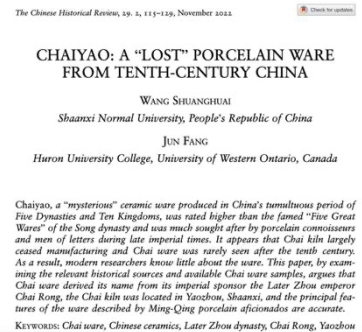 The Chinese Historical Review, 29. 2, 115–129, November 2022
Check for updates
CHAIYAO: A “LOST” PORCELAIN WARE
FROM TENTH-CENTURY CHINA
WANG SHUANGHUAI
Shaanxi Normal University, People's Republic of China
JUN FANG
Huron University College, University of Western Ontario, Canada
Chaiyao, a “mysterious” ceramic ware produced in China's tumultuous period of
Five Dynasties and Ten Kingdoms, was rated higher than the famed “Five Great
Wares” of the Song dynasty and was much sought after by porcelain connoisseurs
and men of letters during late imperial times. It appears that Chai kiln largely
ceased manufacturing and Chai ware was rarely seen after the tenth century.
As a result, modern researchers know little about the ware. This paper, by exam-
ining the relevant historical sources and available Chai ware samples, argues that
Chai ware derived its name from its imperial sponsor the Later Zhou emperor
Chai Rong, the Chai kiln was located in Yaozhou, Shaanxi, and the principal fea-
tures of the ware described by Ming-Qing porcelain aficionados are accurate.
KEYWORDS: Chai ware, Chinese ceramics, Later Zhou dynasty, Chai Rong, Yaozhou